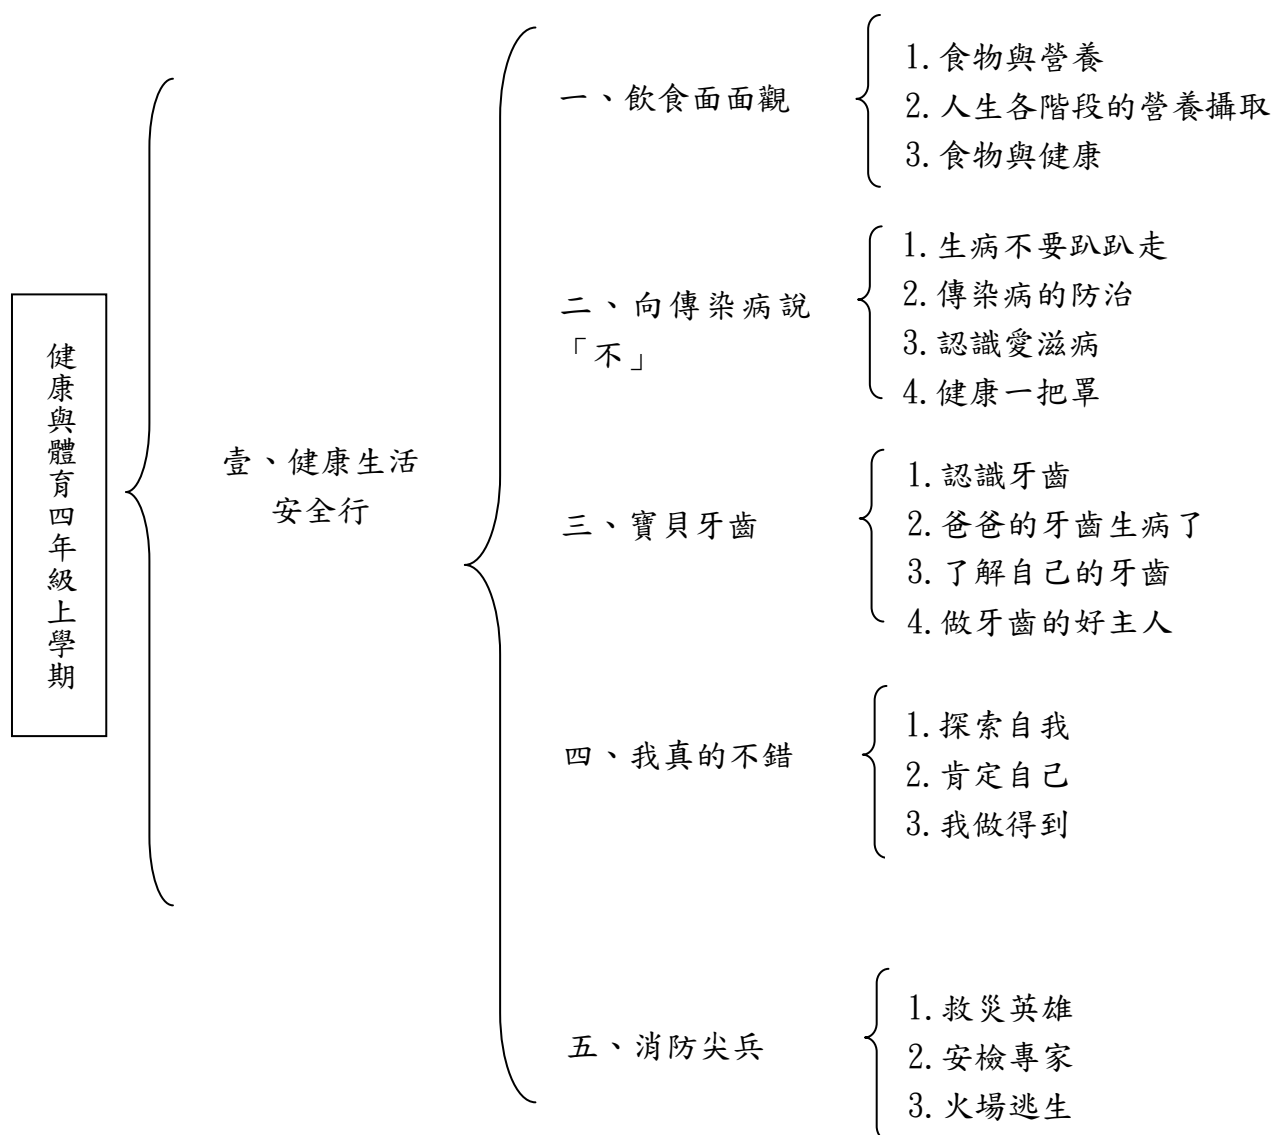 健康與體育四年級上學期
壹、健康生活
安全行
一、飲食面面觀
1.食物與營養
2.人生各階段的營養攝取
3.食物與健康
二、向傳染病說
「不」
1.生病不要趴趴走
2.傳染病的防治
3.認識愛滋病
4.健康一把罩
三、寶貝牙齒
1.認識牙齒
2.爸爸的牙齒生病了
3.了解自己的牙齒
4.做牙齒的好主人
四、我真的不錯
1.探索自我
2.肯定自己
3.我做得到
五、消防尖兵
1.救災英雄
2.安檢專家
3.火場逃生